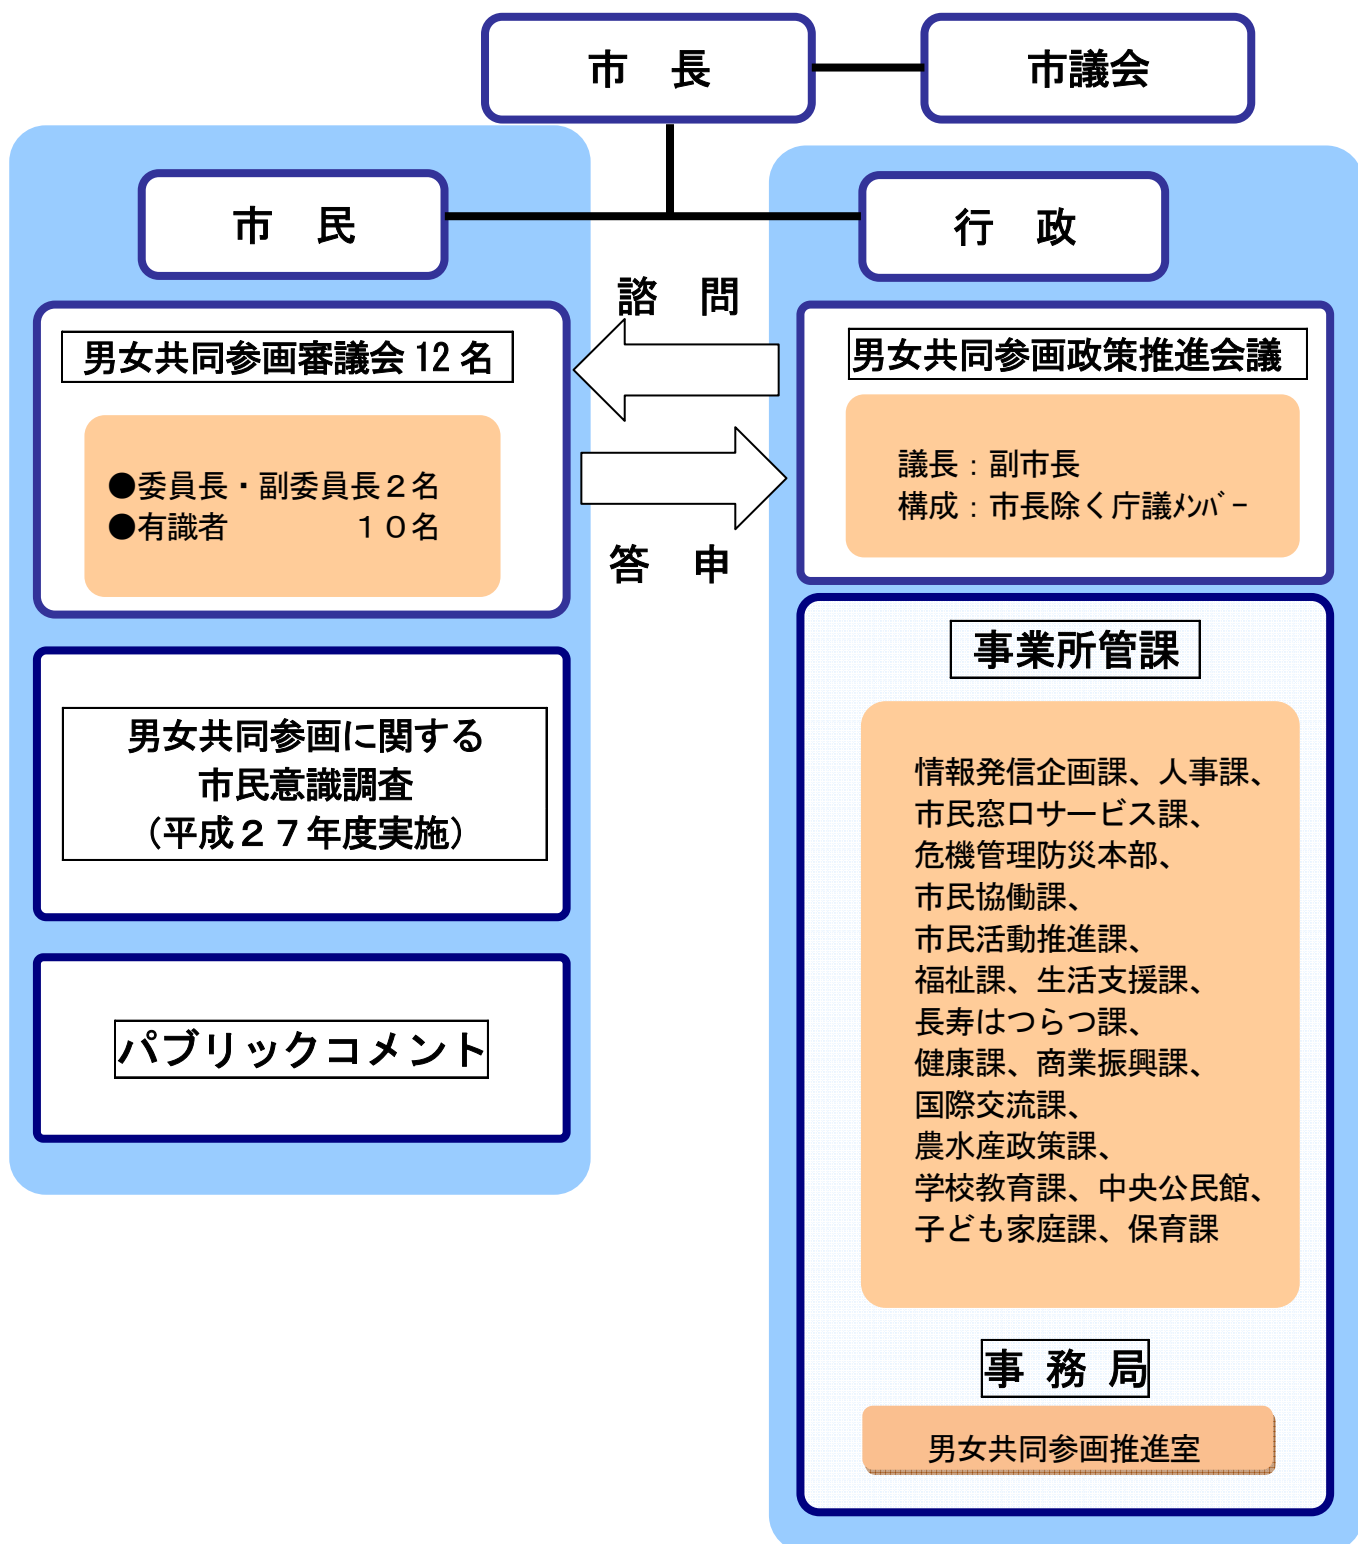 市　長
市議会
市　民
行　政
諮　問
男女共同参画審議会 12 名
●委員長・副委員長２名
●有識者　　　　１０名
答　申
男女共同参画に関する
市民意識調査
（平成２７年度実施）
パブリックコメント
男女共同参画政策推進会議
議長：副市長
構成：市長除く庁議ﾒﾝﾊﾞｰ
事業所管課
情報発信企画課、人事課、
市民窓口サービス課、
危機管理防災本部、
市民協働課、
市民活動推進課、
福祉課、生活支援課、
長寿はつらつ課、
健康課、商業振興課、
国際交流課、
農水産政策課、
学校教育課、中央公民館、
子ども家庭課、保育課
事 務 局
男女共同参画推進室